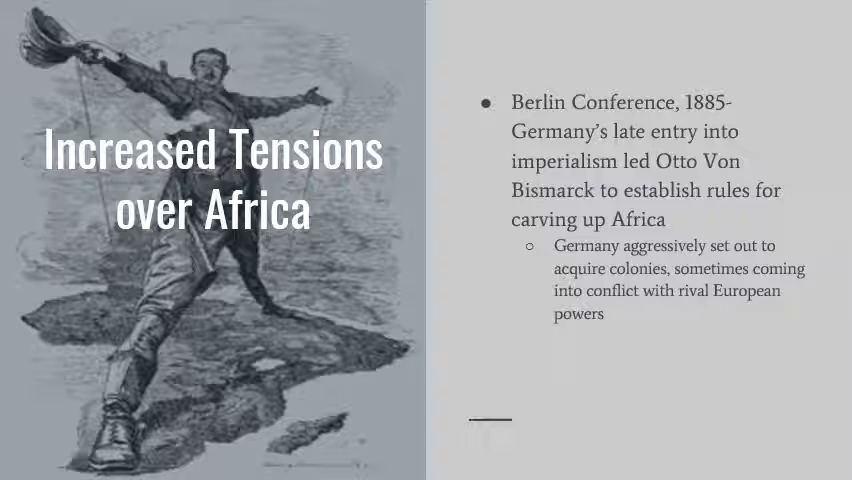 Increased Tensions
over Africa
● Berlin Conference, 1885-
Germany’s late entry into
imperialism led Otto Von
Bismarck to establish rules for
carving up Africa
○ Germany aggressively set out to
acquire colonies, sometimes coming
into conflict with rival European
powers